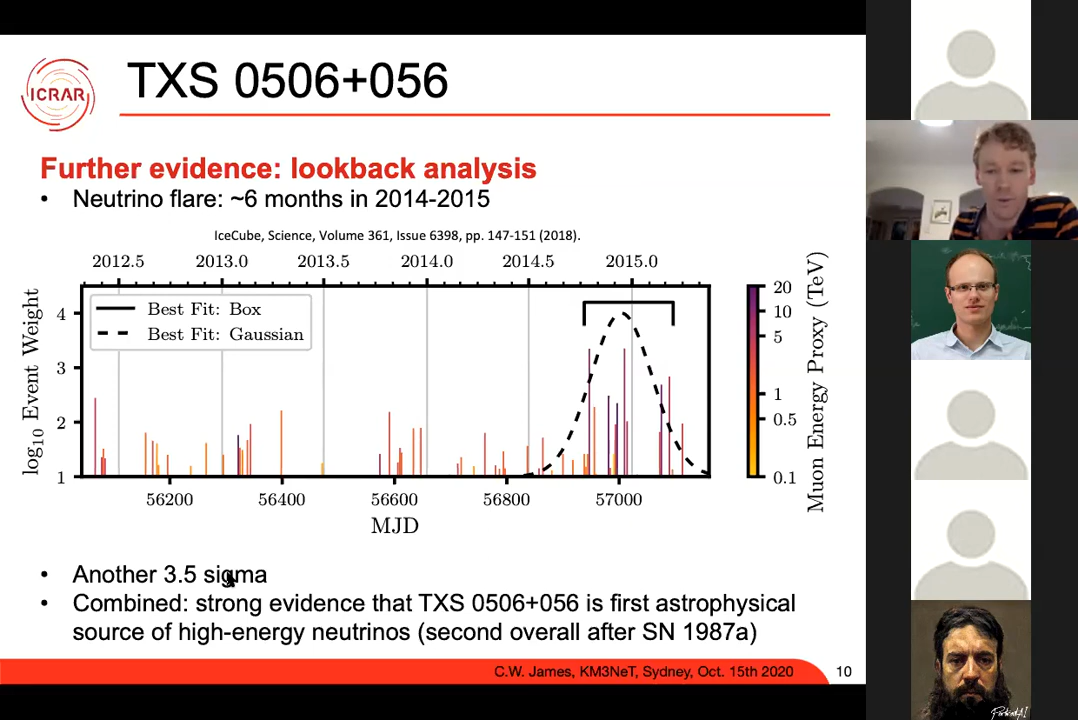 ICRAR
TXS 0506+056
Further evidence: lookback analysis
• Neutrino flare: ~6 months in 2014-2015
IceCube, Science, Volume 361, Issue 6398, pp. 147-151 (2018).
2012.5 2013.0 2013.5 2014.0 2014.5 2015.0
Best Fit: Box
Best Fit: Gaussian
log10 Event Weight
4
3
2
1
56200 56400 56600 56800 57000
MJD
20
10
5
1
0.5
0.1
Muon Energy Proxy (TeV)
• Another 3.5 sigma
• Combined: strong evidence that TXS 0506+056 is first astrophysical
source of high-energy neutrinos (second overall after SN 1987a)
C.W. James, KM3NeT, Sydney, Oct. 15th 2020 10